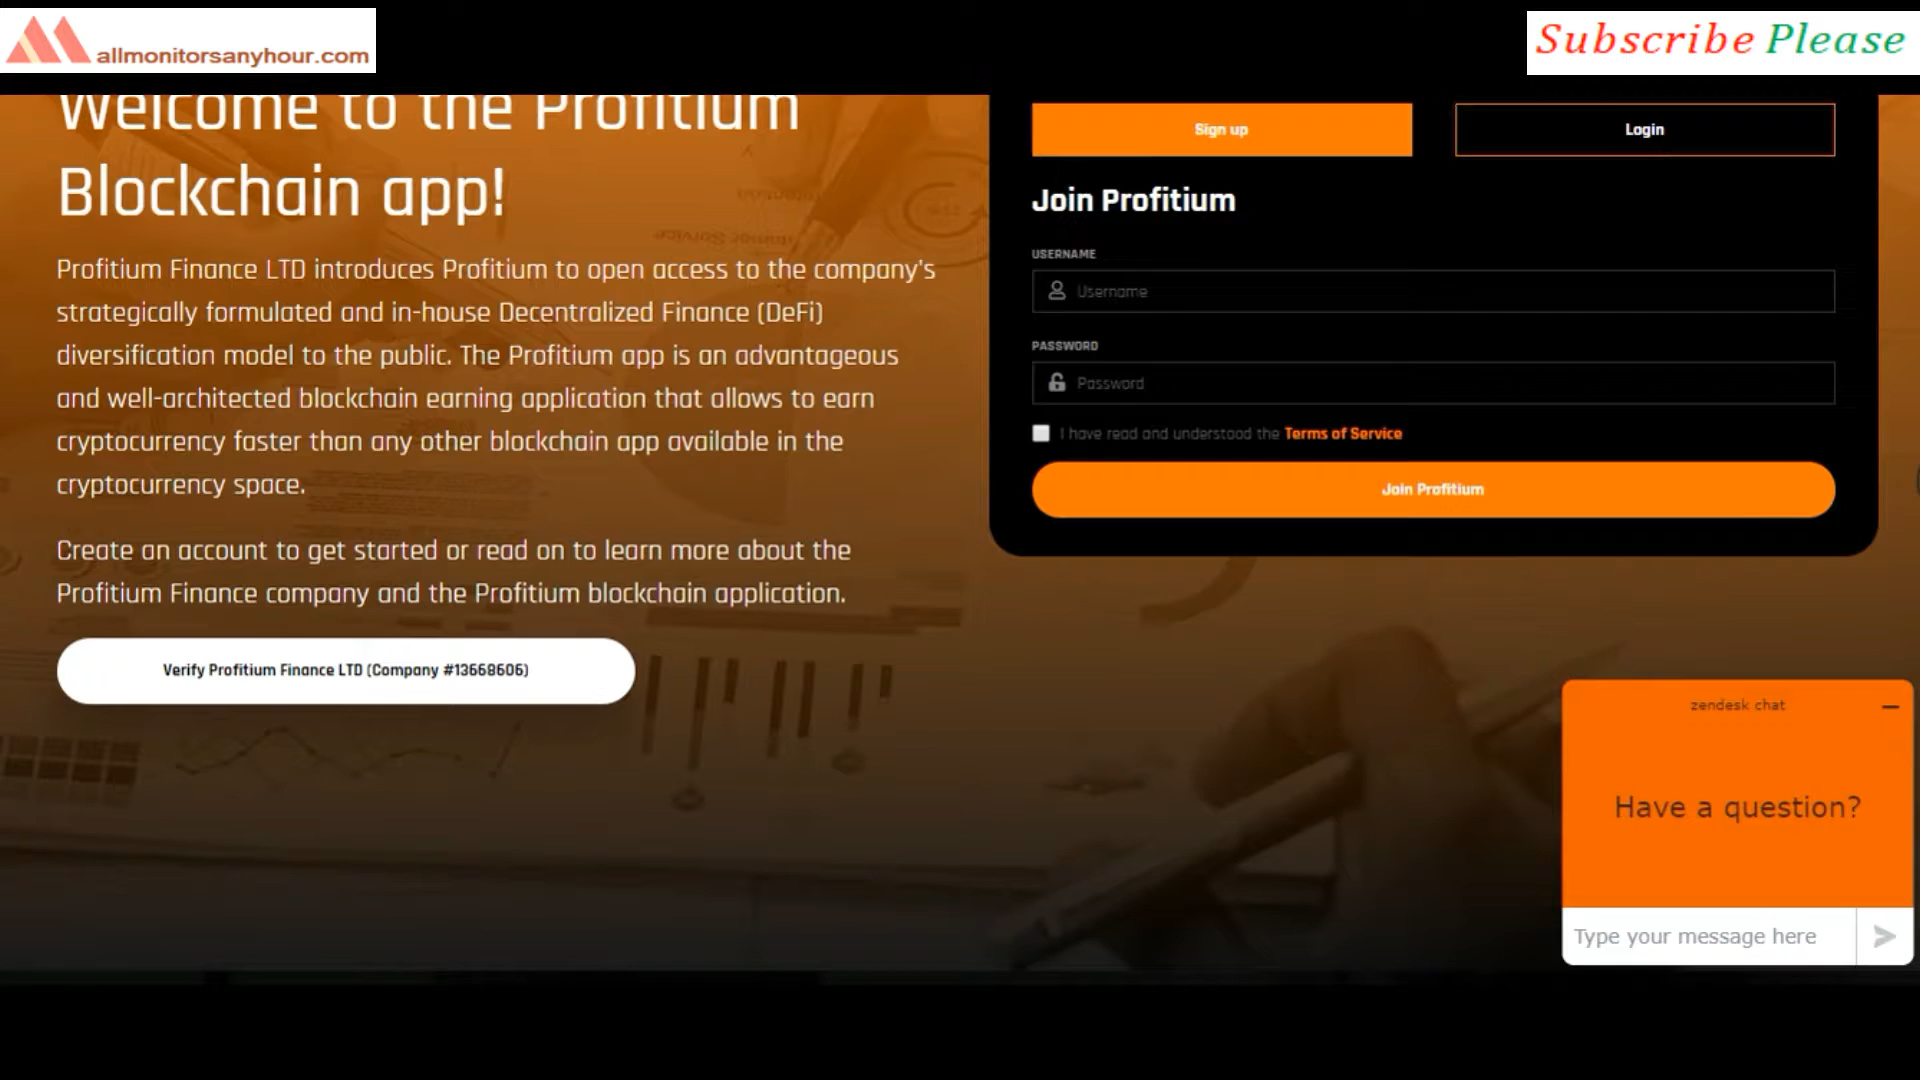 allmonitorsanyhour.com
Subscribe Please
Welcome to the Profitium
Blockchain app!
Profitium Finance LTD introduces Profitium to open access to the company's
strategically formulated and in-house Decentralized Finance (DeFi)
diversification model to the public. The Profitium app is an advantageous
and well-architected blockchain earning application that allows to earn
cryptocurrency faster than any other blockchain app available in the
cryptocurrency space.
Create an account to get started or read on to learn more about the
Profitium Finance company and the Profitium blockchain application.
Verify Profitium Finance LTD (Company #13668606)
Sign up
Login
Join Profitium
USERNAME
Username
PASSWORD
Password
I have read and understood the Terms of Service
Join Profitium
zendesk chat
Have a question?
Type your message here